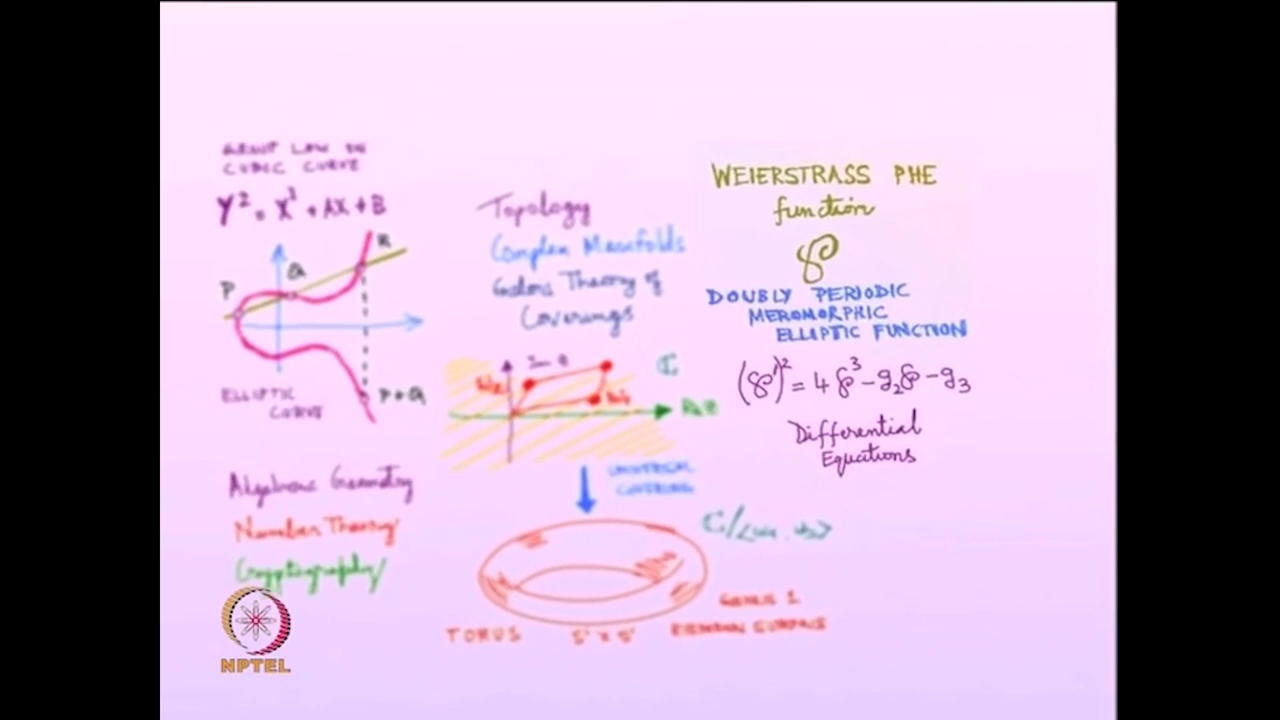 GROUP LAW ON
CUBIC CURVE
Y² = X³ + AX + B
R
Q
P
P+Q
ELLIPTIC
CURVE
Algebraic Geometry
Number Theory
Cryptography
Topology
Complex Manifolds
Galois Theory of
Coverings
ℂ
UNIVERSAL
COVERING
TORUS S¹ × S¹
GENUS 1
RIEMANN SURFACE
WEIERSTRASS PHE
function
℘
DOUBLY PERIODIC
MEROMORPHIC
ELLIPTIC FUNCTION
(℘')² = 4℘³ - g₂℘ - g₃
Differential
Equations
NPTEL